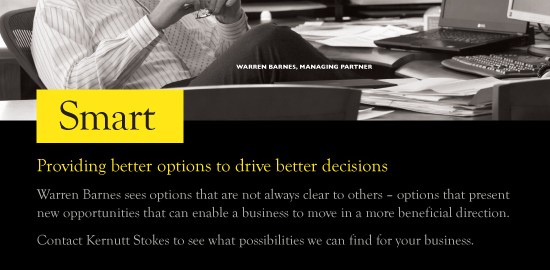 WARREN BARNES, MANAGING PARTNER
Smart
Providing better options to drive better decisions
Warren Barnes sees options that are not always clear to others – options that present
new opportunities that can enable a business to move in a more beneficial direction.
Contact Kernutt Stokes to see what possibilities we can find for your business.